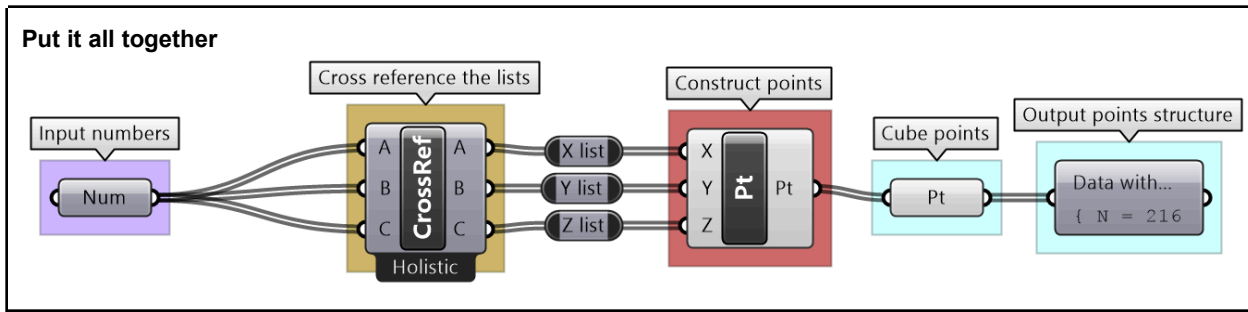 Put it all together
Input numbers
Num
Cross reference the lists
A
B
C
CrossRef
A
B
C
Holistic
X list
Y list
Z list
Construct points
X
Y
Z
Pt
Pt
Cube points
Pt
Output points structure
Data with...
{ N = 216